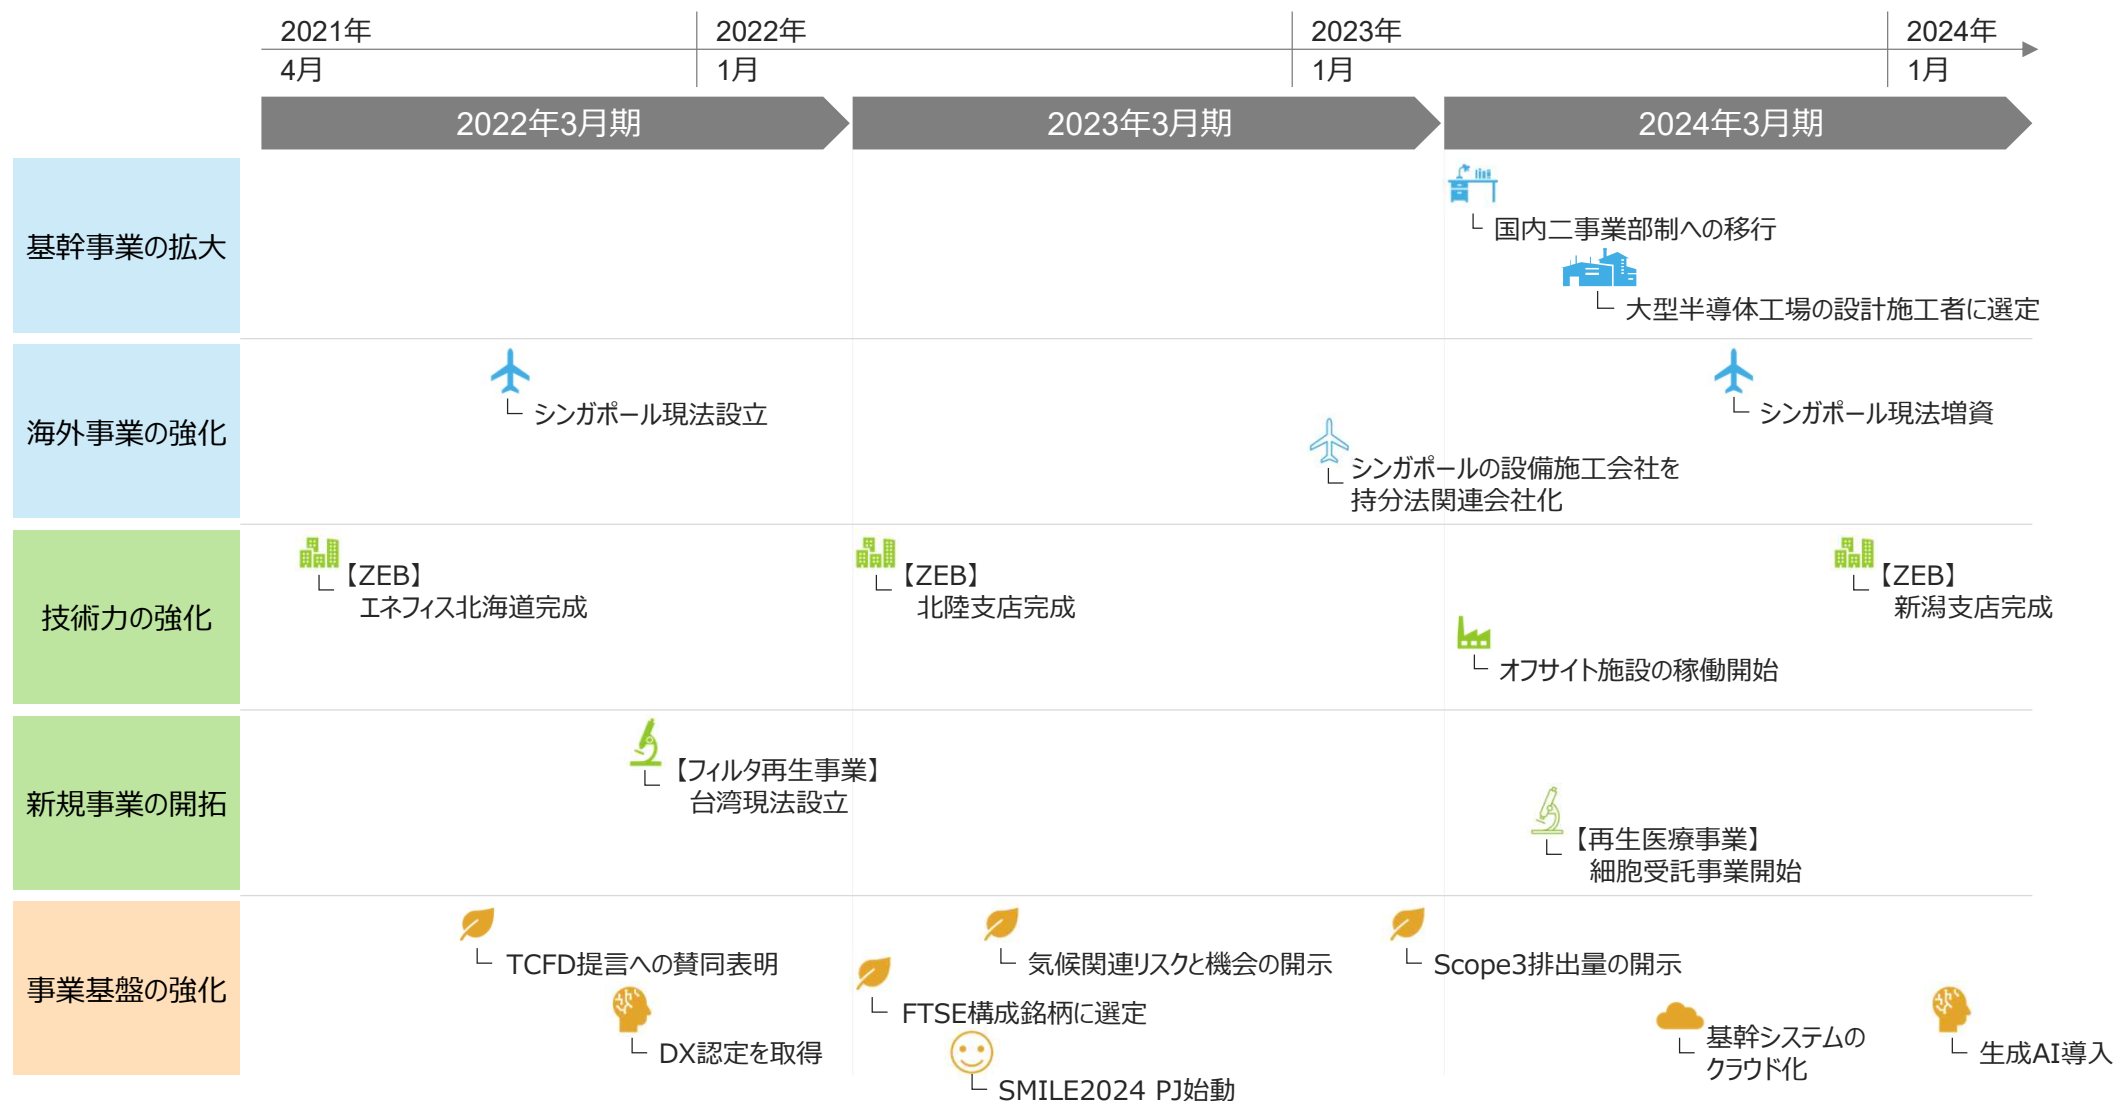 2021年
2022年
2023年
2024年
4月
1月
1月
1月
2022年3月期
2023年3月期
2024年3月期
基幹事業の拡大
国内二事業部制への移行
大型半導体工場の設計施工者に選定
海外事業の強化
シンガポール現法設立
シンガポールの設備施工会社を
持分法関連会社化
シンガポール現法増資
技術力の強化
【ZEB】
エネフィス北海道完成
【ZEB】
北陸支店完成
オフサイト施設の稼働開始
【ZEB】
新潟支店完成
新規事業の開拓
【フィルタ再生事業】
台湾現法設立
【再生医療事業】
細胞受託事業開始
事業基盤の強化
TCFD提言への賛同表明
DX認定を取得
FTSE構成銘柄に選定
気候関連リスクと機会の開示
SMILE2024 PJ始動
Scope3排出量の開示
基幹システムの
クラウド化
生成AI導入